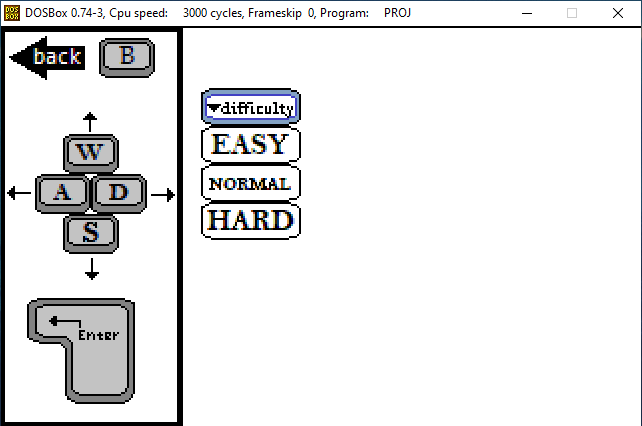 DOS
BOX
DOSBox 0.74-3, Cpu speed: 3000 cycles, Frameskip 0, Program: PROJ
back
B
W
A
D
S
Enter
difficulty
EASY
NORMAL
HARD